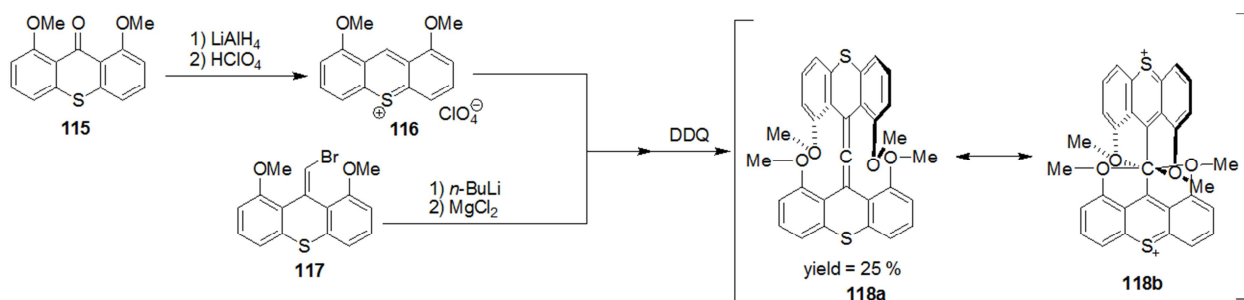 OMe O OMe
S
115
1) LiAlH4
2) HClO4
OMe OMe
S
⊕
ClO4⊖
116
Br
OMe OMe
S
117
1) n-BuLi
2) MgCl2
DDQ
S
Me O Me
Me-O C O O-Me
S
yield = 25 %
118a
S+
Me O O Me
Me-O C O-Me
S+
118b